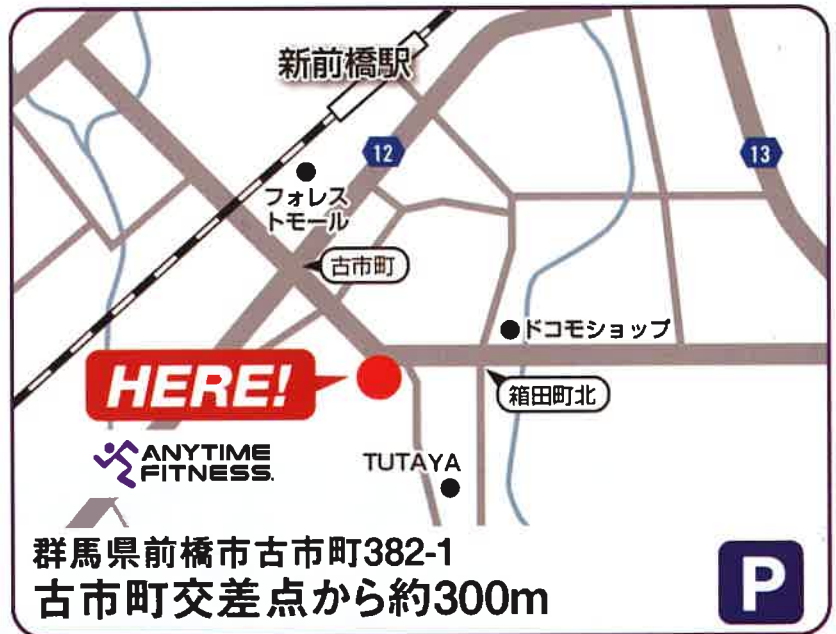 新前橋駅
12
13
フォレス
トモール
古市町
ドコモショップ
HERE!
箱田町北
ANYTIME
FITNESS.
TUTAYA
群馬県前橋市古市町382-1
古市町交差点から約300m
P